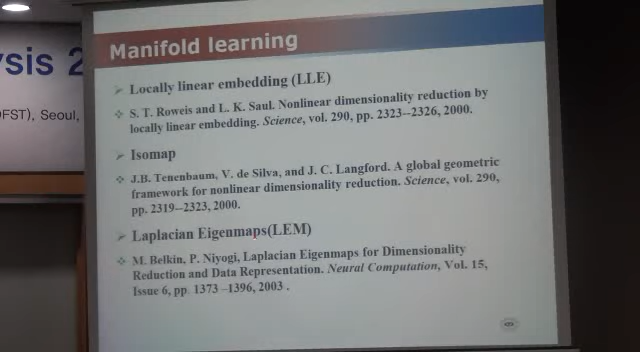 Manifold learning
ysis 2
OFST), Seoul,
Locally linear embedding (LLE)
S. T. Roweis and L. K. Saul. Nonlinear dimensionality reduction by
locally linear embedding. Science, vol. 290, pp. 2323--2326, 2000.
Isomap
J.B. Tenenbaum, V. de Silva, and J. C. Langford. A global geometric
framework for nonlinear dimensionality reduction. Science, vol. 290,
pp. 2319--2323, 2000.
Laplacian Eigenmaps(LEM)
M. Belkin, P. Niyogi, Laplacian Eigenmaps for Dimensionality
Reduction and Data Representation. Neural Computation, Vol. 15,
Issue 6, pp. 1373 –1396, 2003 .